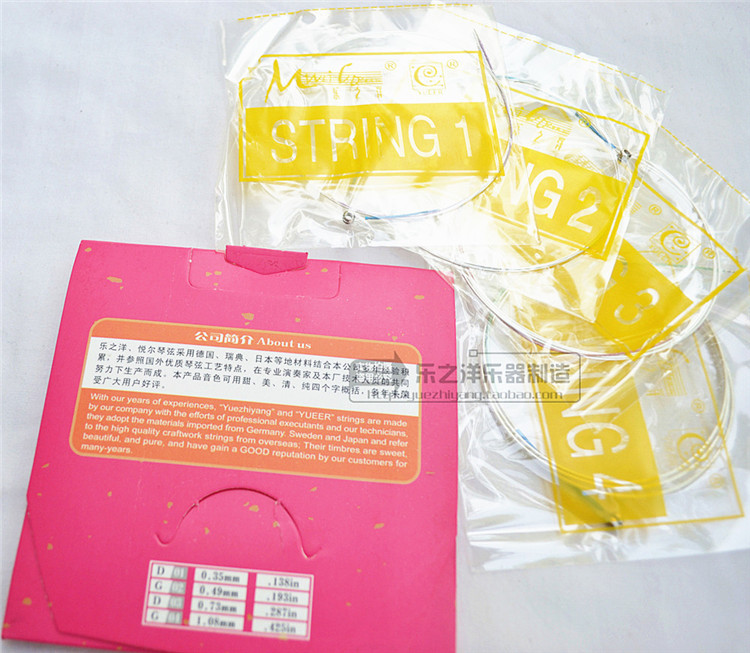 STRING 1
NG 2
3
NG 4
公司简介 About us
乐之洋、悦尔琴弦采用德国、瑞典、日本等地材料结合本公司多年经验积
累,并参照国外优质琴弦工艺特点,在专业演奏家及本厂技术人员的共同
努力下生产而成。本产品音色可用甜、美、清、纯四个字概括,多年来深
受广大用户好评。
With our years of experiences, "Yuezhiyang" and "YUEER" strings are made
by our company with the efforts of professional executants and our technicians,
they adopt the materials imported from Germany. Sweden and Japan and refer
to the high quality craftwork strings from overseas; Their timbres are sweet,
beautiful, and pure, and have gain a GOOD reputation by our customers for
many-years.
乐之洋乐器制造
yuezhiyang.taobao.com
D 01 0.35mm .138in
G 02 0.49mm .193in
D 03 0.73mm .287in
G 04 1.08mm .425in